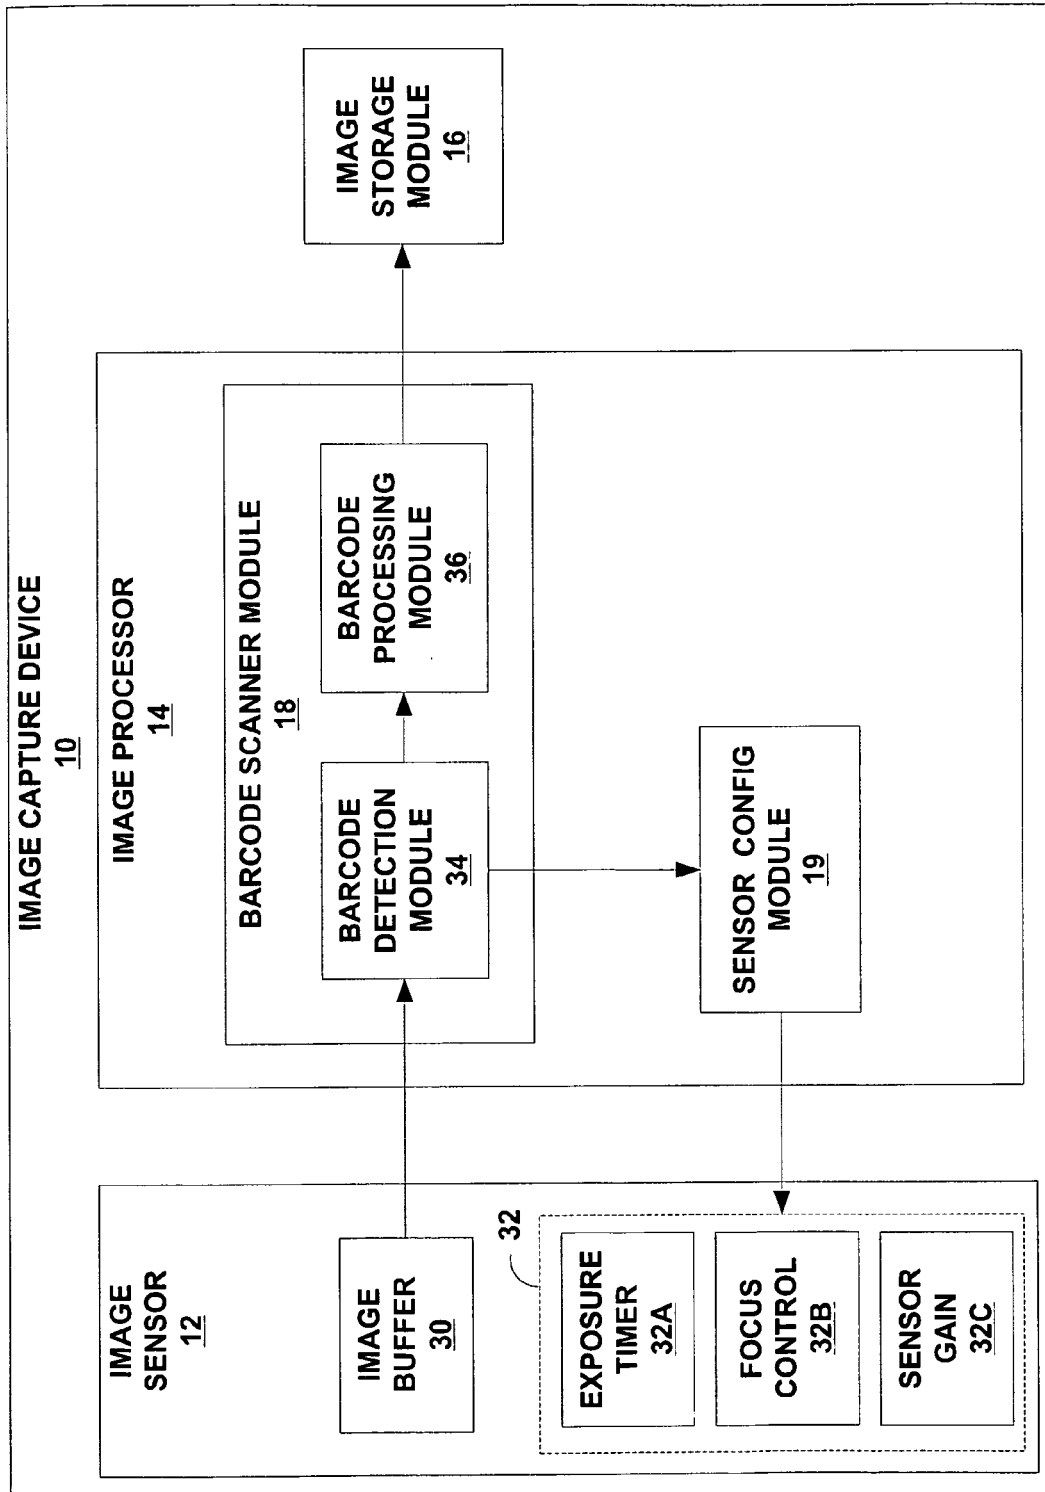 IMAGE CAPTURE DEVICE
10
IMAGE
SENSOR
12
IMAGE
BUFFER
30
32
EXPOSURE
TIMER
32A
FOCUS
CONTROL
32B
SENSOR
GAIN
32C
IMAGE PROCESSOR
14
BARCODE SCANNER MODULE
18
BARCODE
DETECTION
MODULE
34
BARCODE
PROCESSING
MODULE
36
SENSOR CONFIG
MODULE
19
IMAGE
STORAGE
MODULE
16